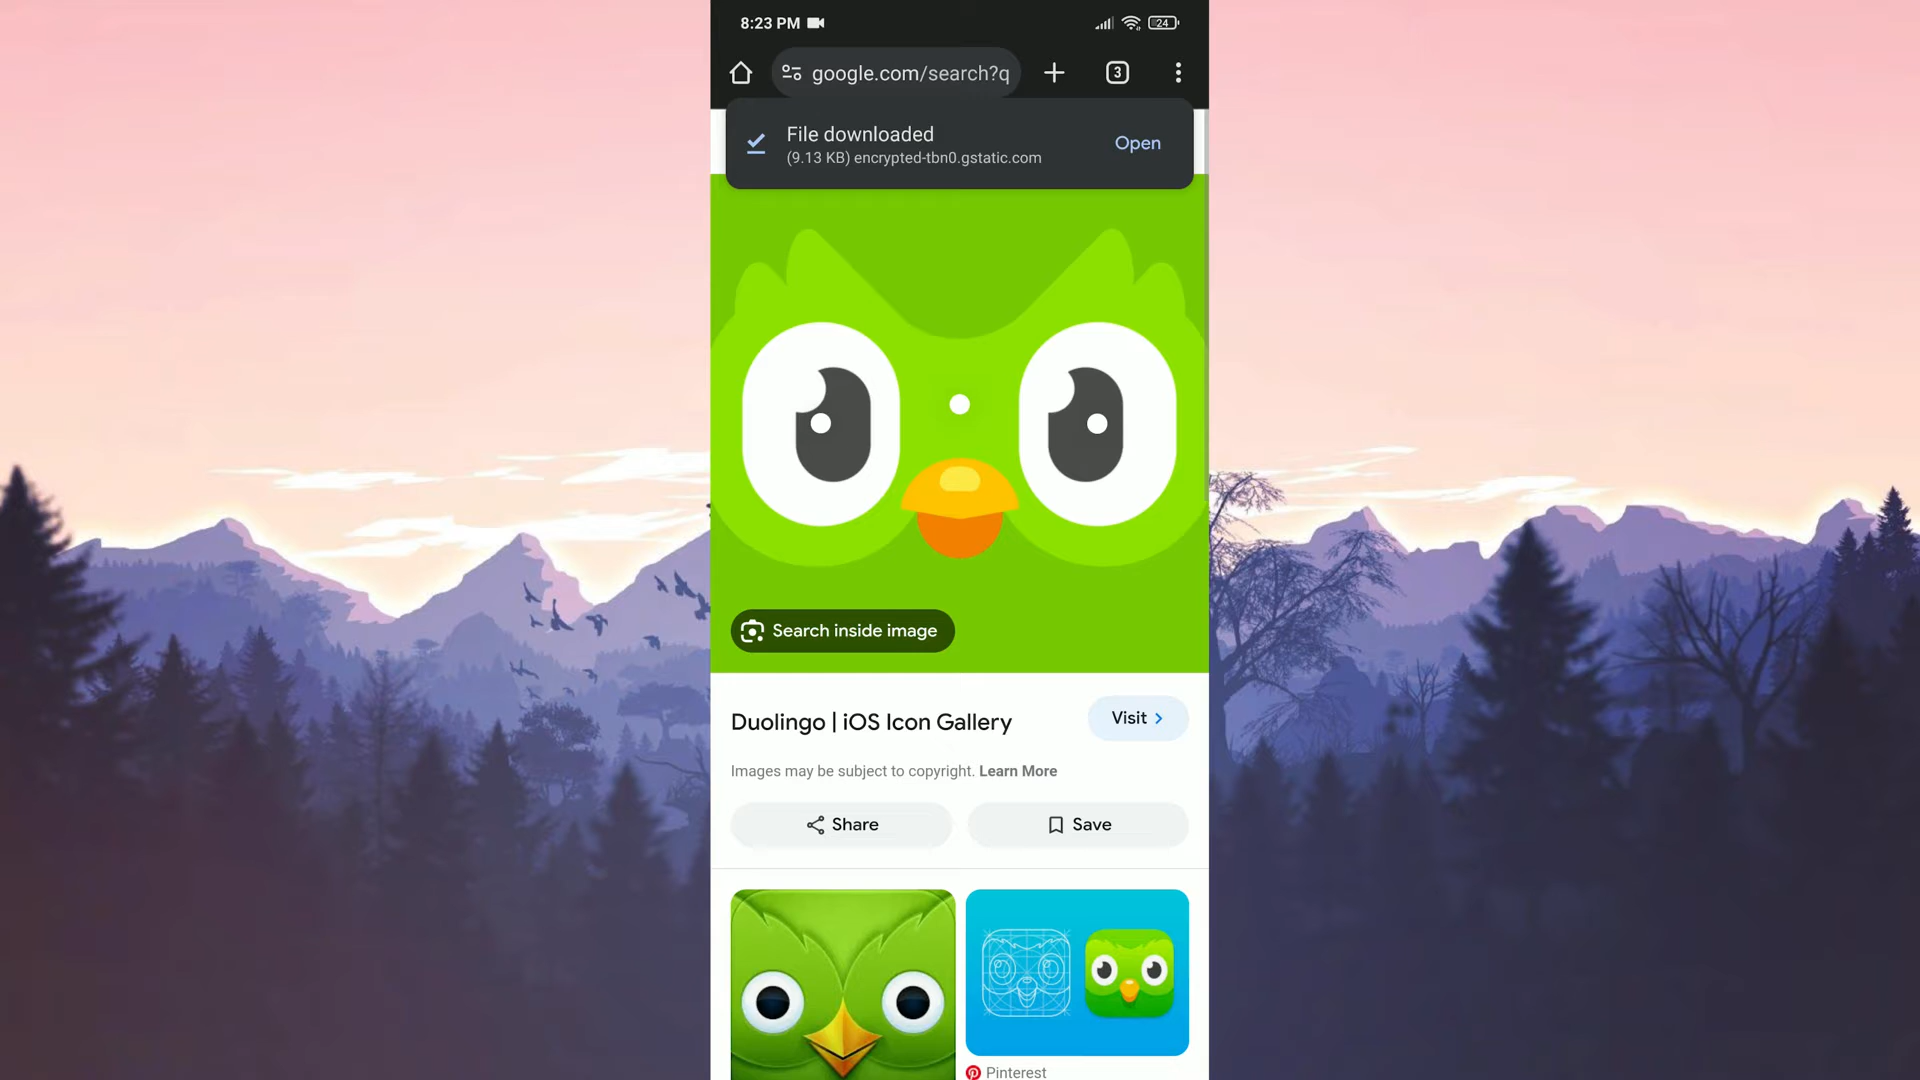 8:23 PM
24
google.com/search?q
3
File downloaded
(9.13 KB) encrypted-tbn0.gstatic.com
Open
Search inside image
Duolingo | iOS Icon Gallery
Visit
Images may be subject to copyright. Learn More
Share
Save
Pinterest